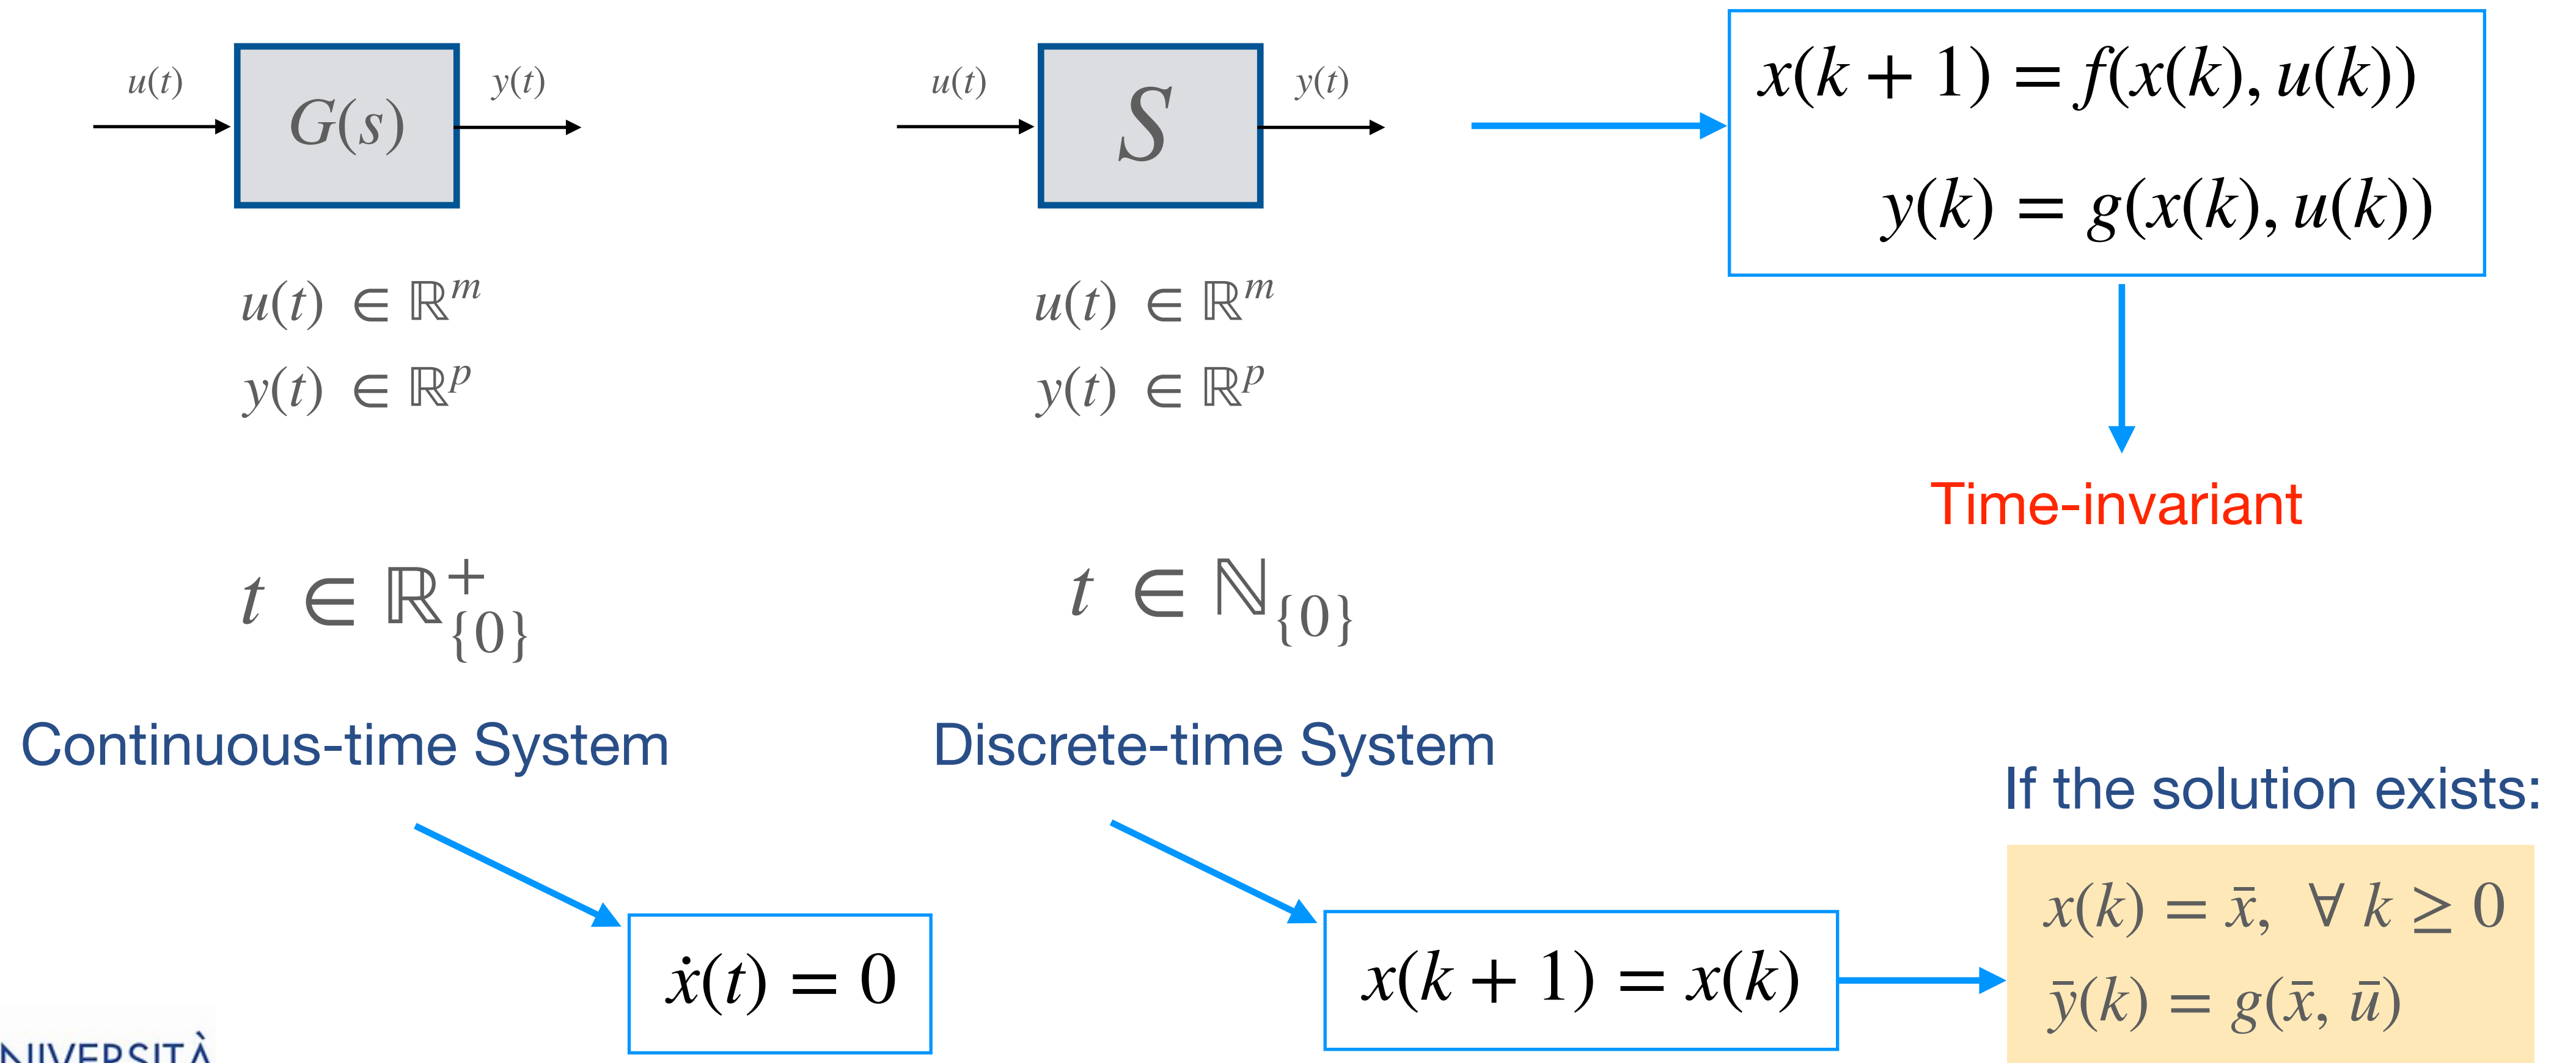 u(t)
G(s)
y(t)
u(t) ∈ ℝ^m
y(t) ∈ ℝ^p
t ∈ ℝ^+_{0}
Continuous-time System
ẋ(t) = 0
u(t)
S
y(t)
u(t) ∈ ℝ^m
y(t) ∈ ℝ^p
t ∈ ℕ_{0}
Discrete-time System
x(k + 1) = x(k)
x(k + 1) = f(x(k), u(k))
y(k) = g(x(k), u(k))
Time-invariant
If the solution exists:
x(k) = x̄, ∀ k ≥ 0
ȳ(k) = g(x̄, ū)
NIVERSITÀ